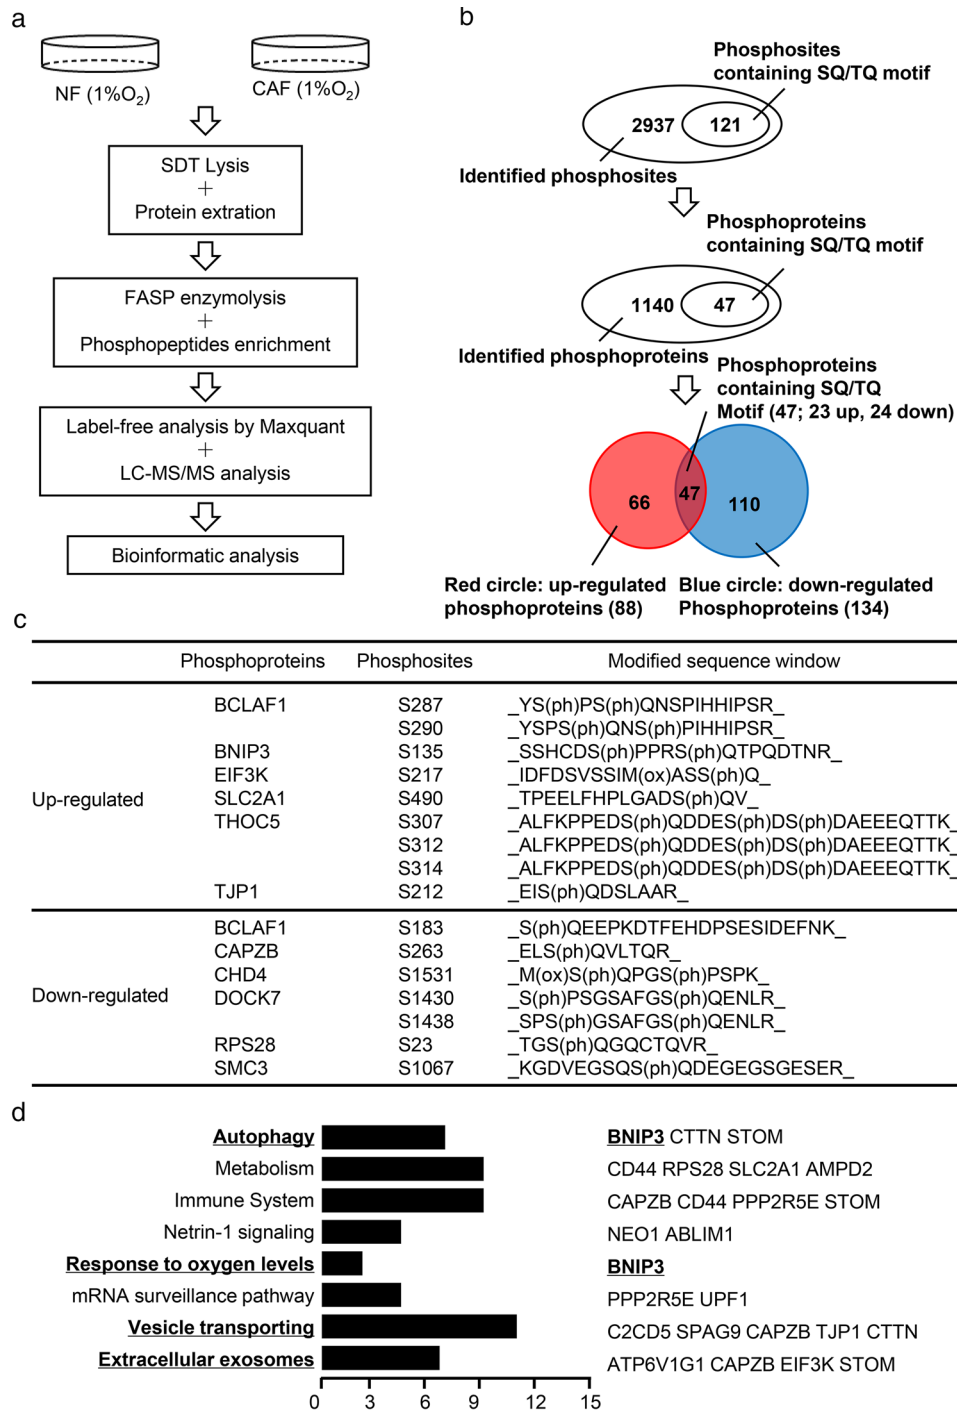 a
NF (1%O₂)
CAF (1%O₂)
SDT Lysis
+
Protein extration
FASP enzymolysis
+
Phosphopeptides enrichment
Label-free analysis by Maxquant
+
LC-MS/MS analysis
Bioinformatic analysis
b
Phosphosites
containing SQ/TQ motif
2937
121
Identified phosphosites
Phosphoproteins
containing SQ/TQ motif
1140
47
Identified phosphoproteins
Phosphoproteins
containing SQ/TQ
Motif (47; 23 up, 24 down)
66
47
110
Red circle: up-regulated
phosphoproteins (88)
Blue circle: down-regulated
Phosphoproteins (134)
c
Phosphoproteins Phosphosites Modified sequence window
Up-regulated
BCLAF1 S287 _YS(ph)PS(ph)QNSPIHHIPSR_
S290 _YSPS(ph)QNS(ph)PIHHIPSR_
BNIP3 S135 _SSHCDS(ph)PPRS(ph)QTPQDTNR_
EIF3K S217 _IDFDSVSSIM(ox)ASS(ph)Q_
SLC2A1 S490 _TPEELFHPLGADS(ph)QV_
THOC5 S307 _ALFKPPEDS(ph)QDDES(ph)DS(ph)DAEEEQTTK_
S312 _ALFKPPEDS(ph)QDDES(ph)DS(ph)DAEEEQTTK_
S314 _ALFKPPEDS(ph)QDDES(ph)DS(ph)DAEEEQTTK_
TJP1 S212 _EIS(ph)QDSLAAR_
Down-regulated
BCLAF1 S183 _S(ph)QEEPKDTFEHDPSESIDEFNK_
CAPZB S263 _ELS(ph)QVLTQR_
CHD4 S1531 _M(ox)S(ph)QPGS(ph)PSPK_
DOCK7 S1430 _S(ph)PSGSAFGS(ph)QENLR_
S1438 _SPS(ph)GSAFGS(ph)QENLR_
RPS28 S23 _TGS(ph)QGQCTQVR_
SMC3 S1067 _KGDVEGSQS(ph)QDEGEGSGESER_
d
Autophagy BNIP3 CTTN STOM
Metabolism CD44 RPS28 SLC2A1 AMPD2
Immune System CAPZB CD44 PPP2R5E STOM
Netrin-1 signaling NEO1 ABLIM1
Response to oxygen levels BNIP3
mRNA surveillance pathway PPP2R5E UPF1
Vesicle transporting C2CD5 SPAG9 CAPZB TJP1 CTTN
Extracellular exosomes ATP6V1G1 CAPZB EIF3K STOM
0 3 6 9 12 15